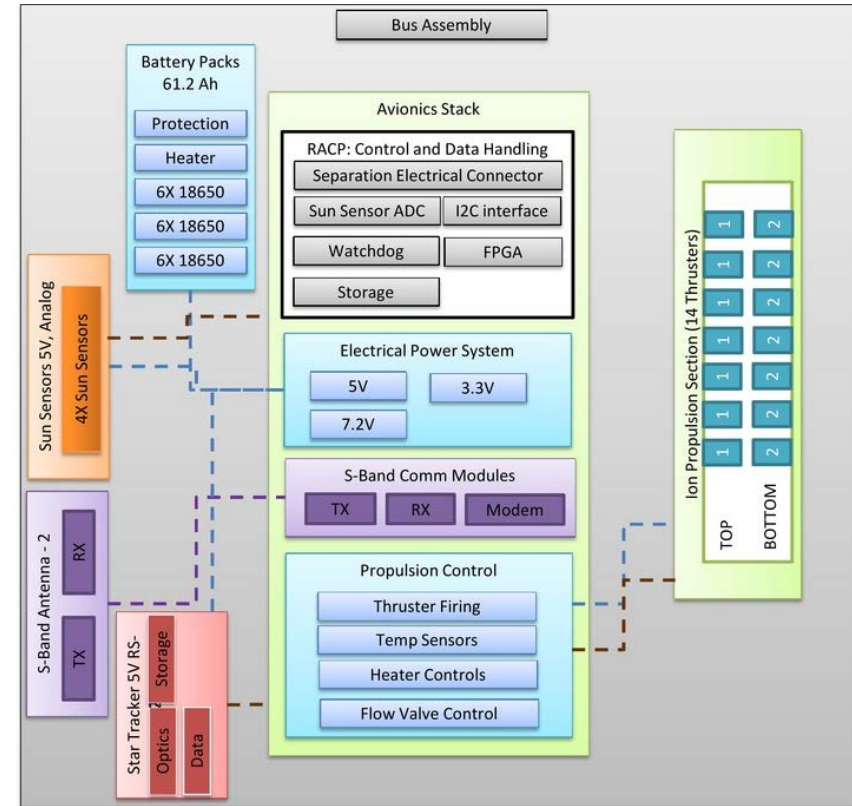 Bus Assembly
Battery Packs
61.2 Ah
Protection
Heater
6X 18650
6X 18650
6X 18650
Sun Sensors 5V, Analog
4X Sun Sensors
S-Band Antenna - 2
RX
TX
Star Tracker 5V RS-
Storage
Optics
Data
Avionics Stack
RACP: Control and Data Handling
Separation Electrical Connector
Sun Sensor ADC
I2C interface
Watchdog
FPGA
Storage
Electrical Power System
5V
3.3V
7.2V
S-Band Comm Modules
TX
RX
Modem
Propulsion Control
Thruster Firing
Temp Sensors
Heater Controls
Flow Valve Control
Ion Propulsion Section (14 Thrusters)
TOP
1
1
1
1
1
1
1
BOTTOM
2
2
2
2
2
2
2